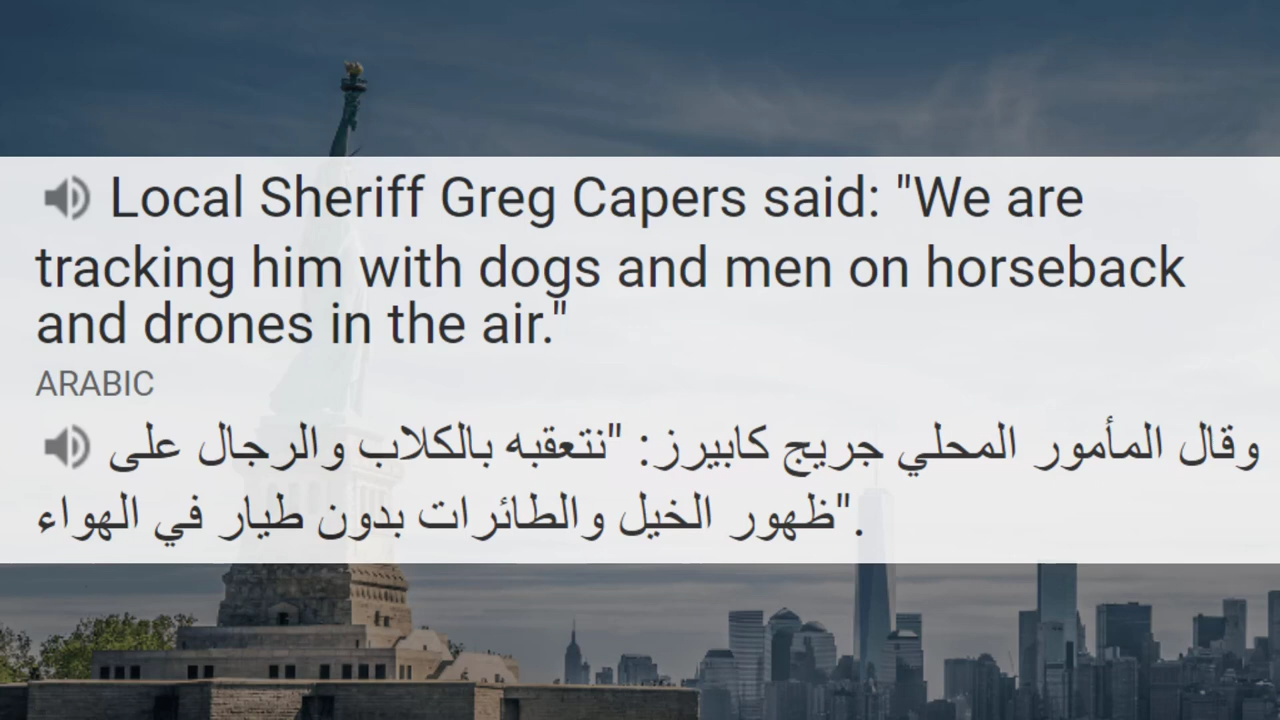 Local Sheriff Greg Capers said: "We are
tracking him with dogs and men on horseback
and drones in the air."
ARABIC
وقال المأمور المحلي جريج كابيرز: "نتعقبه بالكلاب والرجال على
ظهور الخيل والطائرات بدون طيار في الهواء".